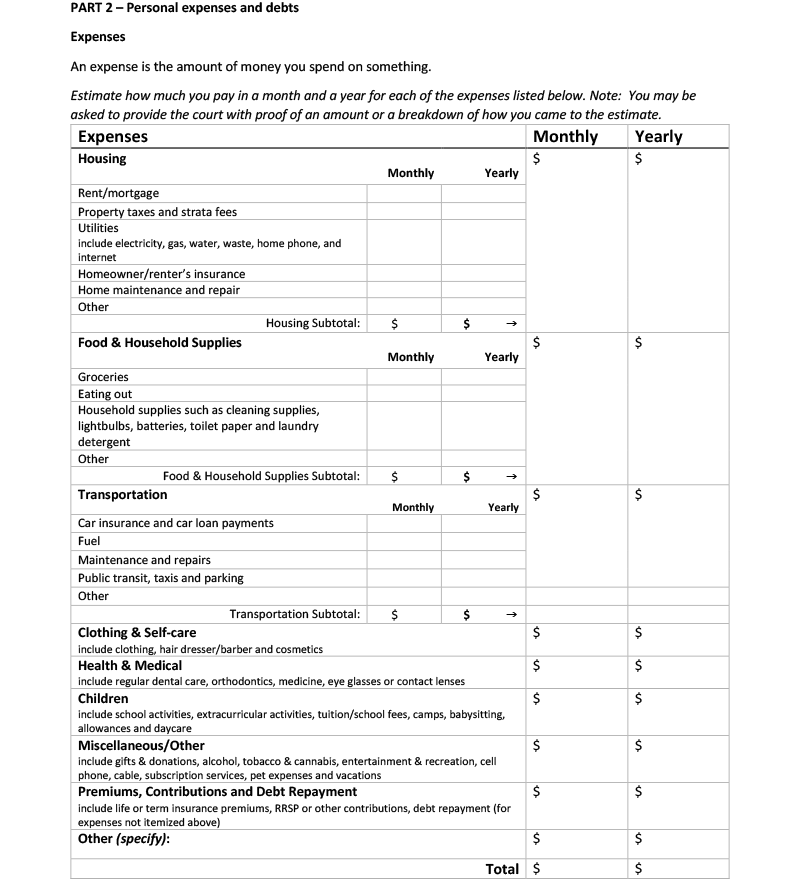 PART 2 – Personal expenses and debts
Expenses
An expense is the amount of money you spend on something.
Estimate how much you pay in a month and a year for each of the expenses listed below. Note: You may be
asked to provide the court with proof of an amount or a breakdown of how you came to the estimate.
Expenses Monthly Yearly
Housing $ $
Monthly Yearly
Rent/mortgage
Property taxes and strata fees
Utilities
include electricity, gas, water, waste, home phone, and
internet
Homeowner/renter’s insurance
Home maintenance and repair
Other
Housing Subtotal: $ $ →
Food & Household Supplies $ $
Monthly Yearly
Groceries
Eating out
Household supplies such as cleaning supplies,
lightbulbs, batteries, toilet paper and laundry
detergent
Other
Food & Household Supplies Subtotal: $ $ →
Transportation $ $
Monthly Yearly
Car insurance and car loan payments
Fuel
Maintenance and repairs
Public transit, taxis and parking
Other
Transportation Subtotal: $ $ →
Clothing & Self-care $ $
include clothing, hair dresser/barber and cosmetics
Health & Medical $ $
include regular dental care, orthodontics, medicine, eye glasses or contact lenses
Children $ $
include school activities, extracurricular activities, tuition/school fees, camps, babysitting,
allowances and daycare
Miscellaneous/Other $ $
include gifts & donations, alcohol, tobacco & cannabis, entertainment & recreation, cell
phone, cable, subscription services, pet expenses and vacations
Premiums, Contributions and Debt Repayment $ $
include life or term insurance premiums, RRSP or other contributions, debt repayment (for
expenses not itemized above)
Other (specify): $ $
Total $ $